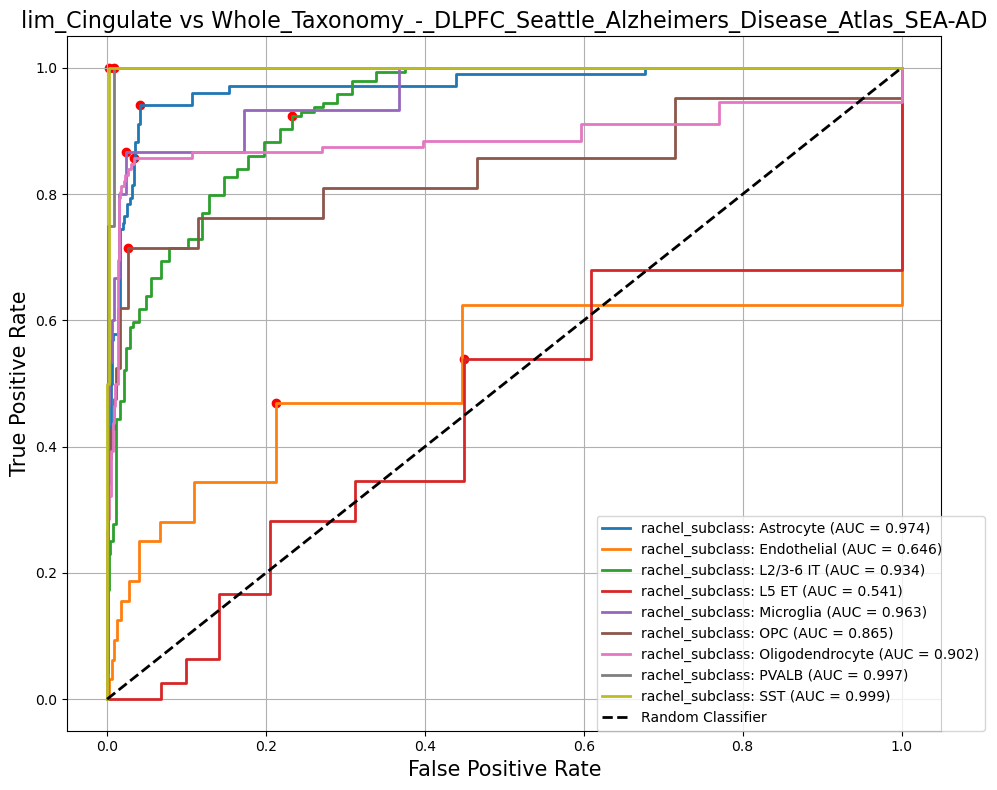 lim_Cingulate vs Whole_Taxonomy_-_DLPFC_Seattle_Alzheimers_Disease_Atlas_SEA-AD
True Positive Rate
1.0
0.8
0.6
0.4
0.2
0.0
rachel_subclass: Astrocyte (AUC = 0.974)
rachel_subclass: Endothelial (AUC = 0.646)
rachel_subclass: L2/3-6 IT (AUC = 0.934)
rachel_subclass: L5 ET (AUC = 0.541)
rachel_subclass: Microglia (AUC = 0.963)
rachel_subclass: OPC (AUC = 0.865)
rachel_subclass: Oligodendrocyte (AUC = 0.902)
rachel_subclass: PVALB (AUC = 0.997)
rachel_subclass: SST (AUC = 0.999)
Random Classifier
0.0 0.2 0.4 0.6 0.8 1.0
False Positive Rate